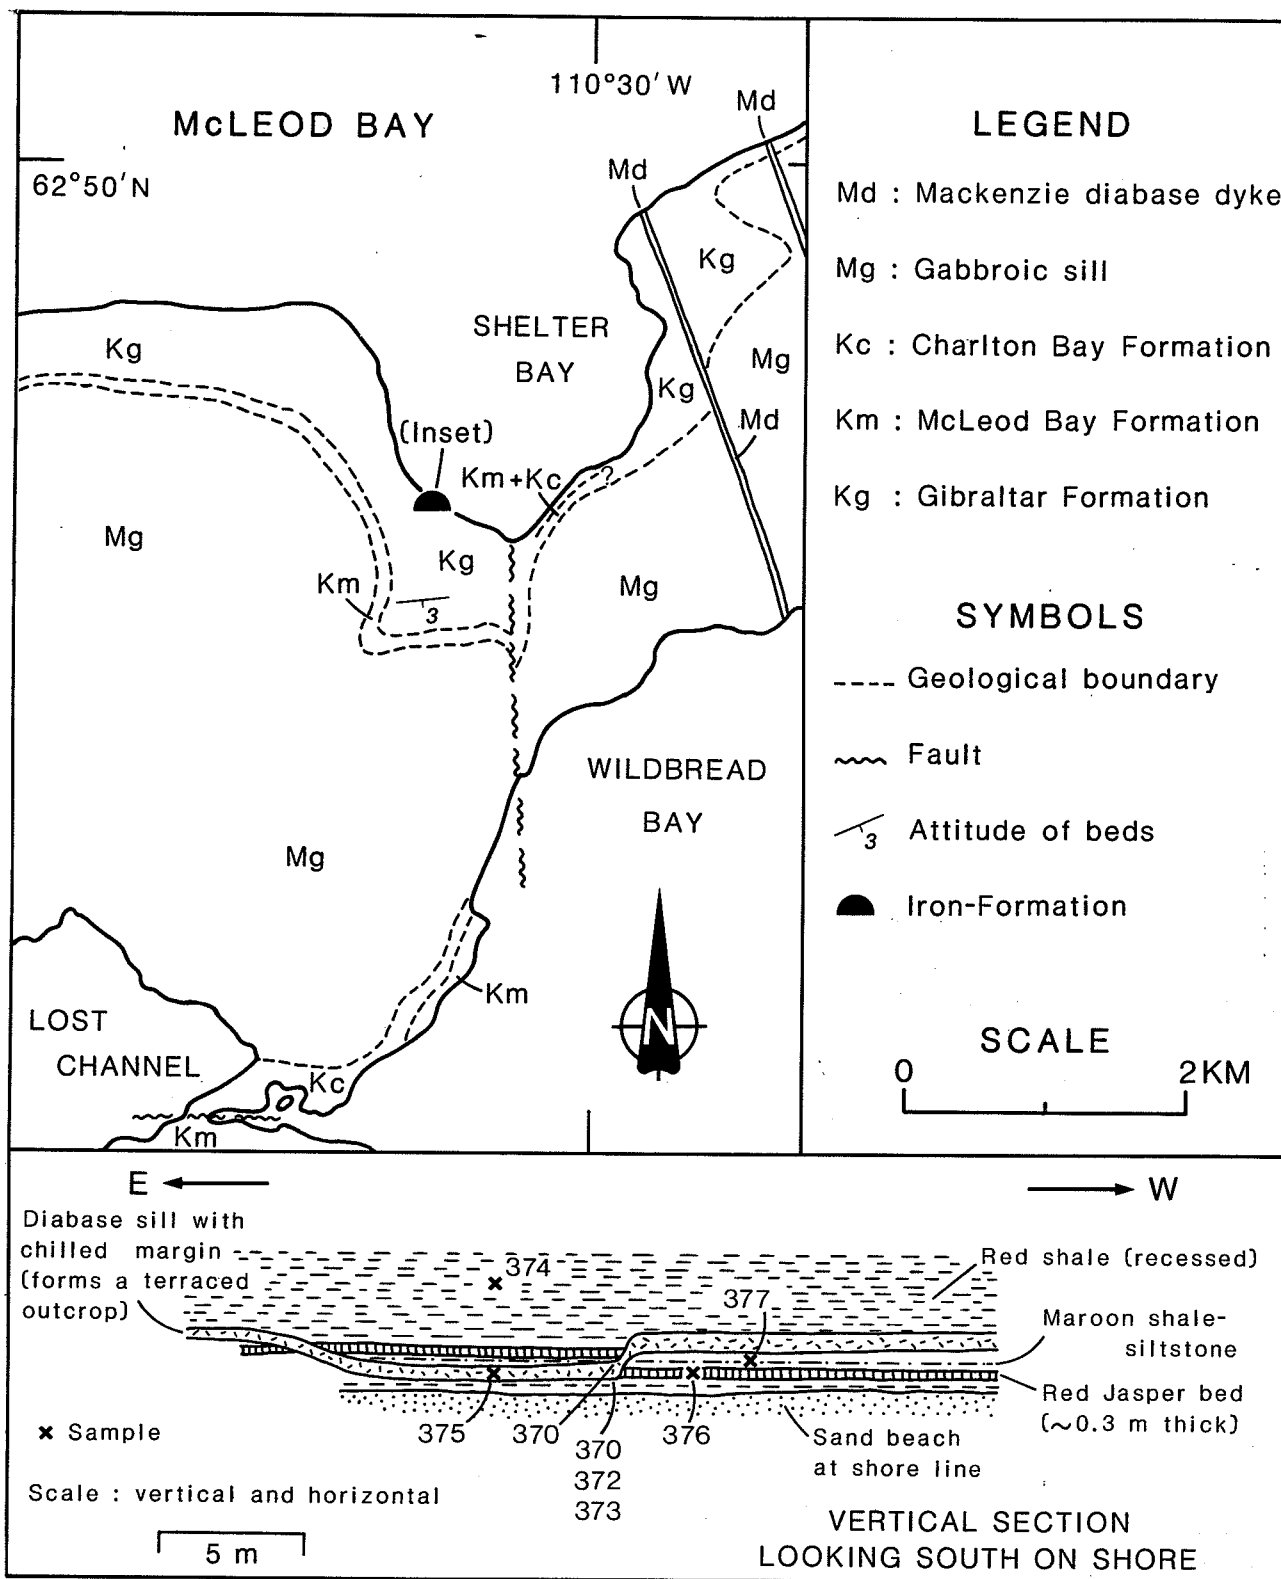 110°30′ W
McLEOD BAY
62°50′N
Md
Md
Kg
Kg
SHELTER
BAY
Mg
Kg
(Inset)
Md
Km+Kc
?
Mg
Kg
Km
3
Mg
WILDBREAD
BAY
Mg
Km
LOST
CHANNEL
Kc
Km
N
LEGEND
Md : Mackenzie diabase dyke
Mg : Gabbroic sill
Kc : Charlton Bay Formation
Km : McLeod Bay Formation
Kg : Gibraltar Formation
SYMBOLS
Geological boundary
Fault
3 Attitude of beds
Iron-Formation
SCALE
0 2KM
E W
Diabase sill with
chilled margin
(forms a terraced
outcrop)
374
377
Red shale (recessed)
Maroon shale-
siltstone
Red Jasper bed
(~0.3 m thick)
375 370 376
370
372
373
Sand beach
at shore line
× Sample
Scale : vertical and horizontal
5 m
VERTICAL SECTION
LOOKING SOUTH ON SHORE